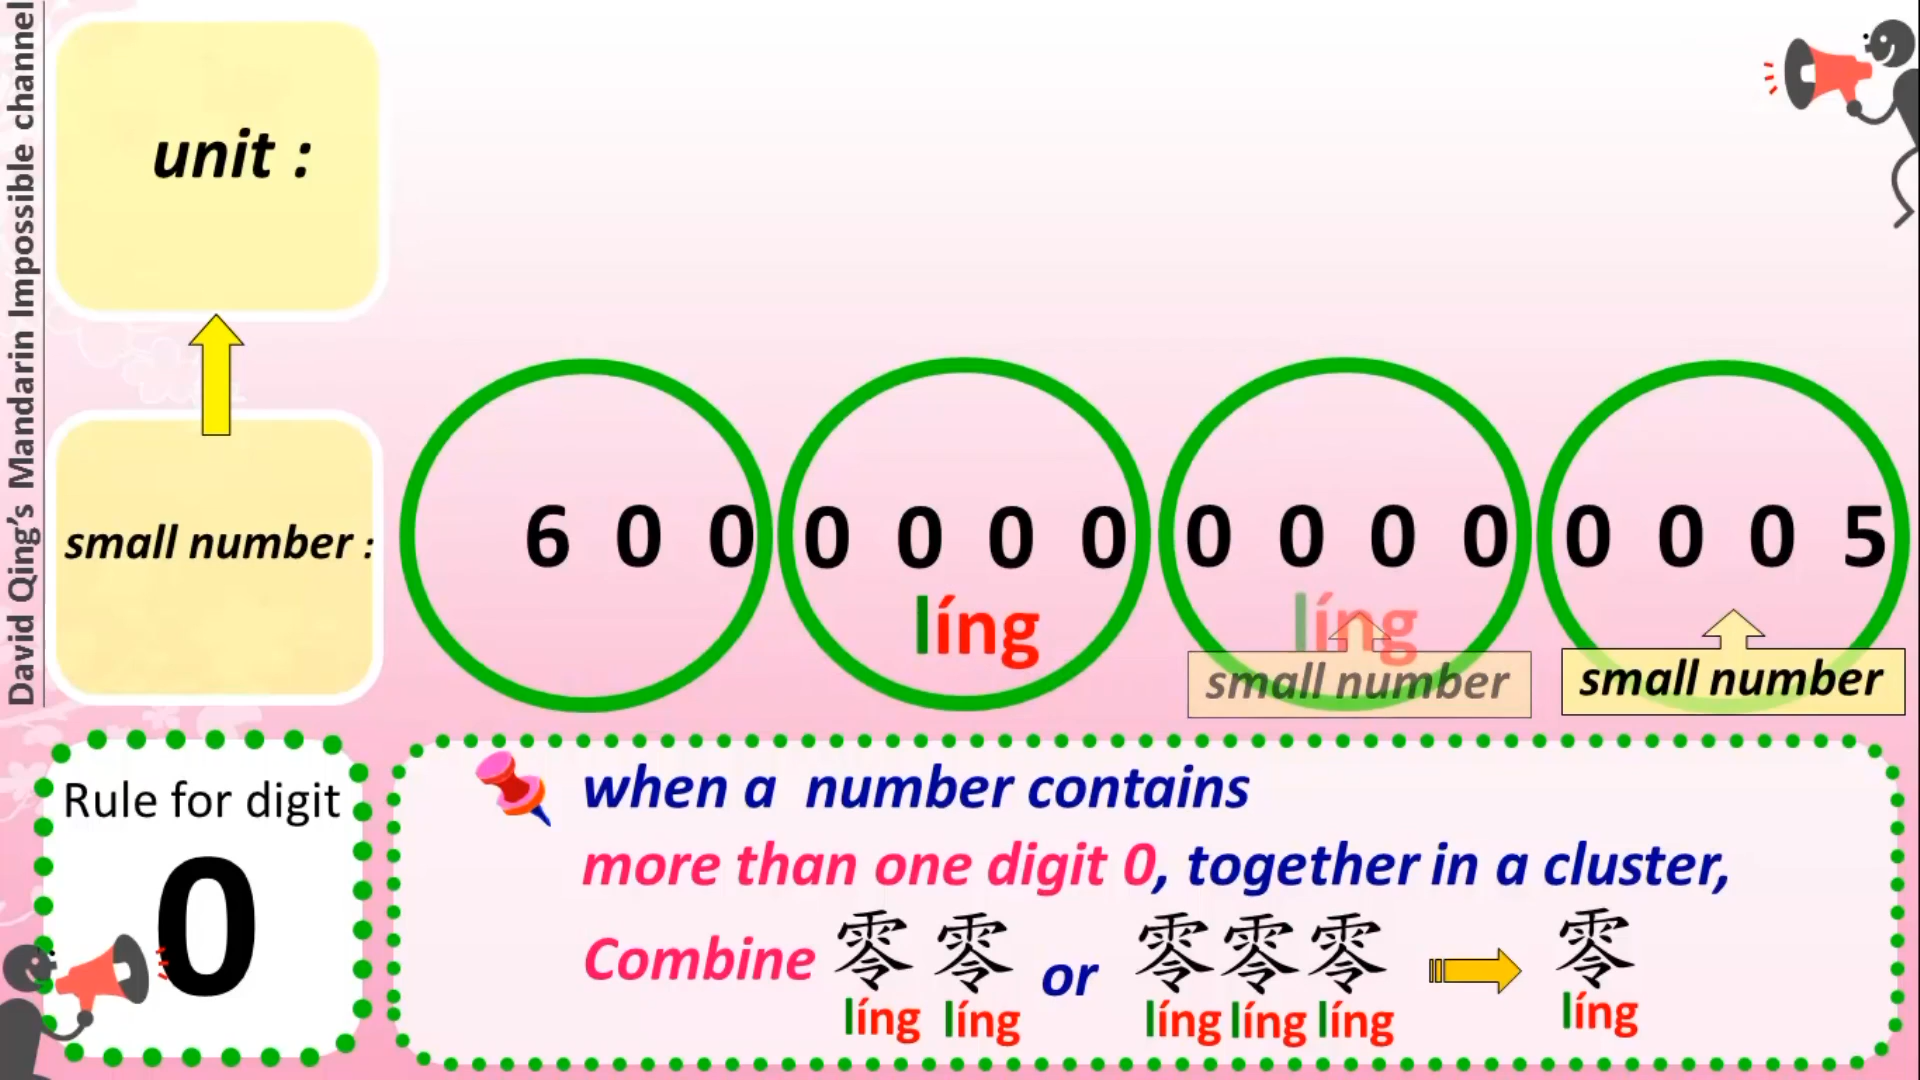 David Qing's Mandarin Impossible channel
unit :
small number :
6 0 0 0 0 0 0 0 0 0 0 0 0 0 5
líng líng
small number small number
Rule for digit
0
when a number contains
more than one digit 0, together in a cluster,
Combine 零 零 or 零零零 零
líng líng líng líng líng líng